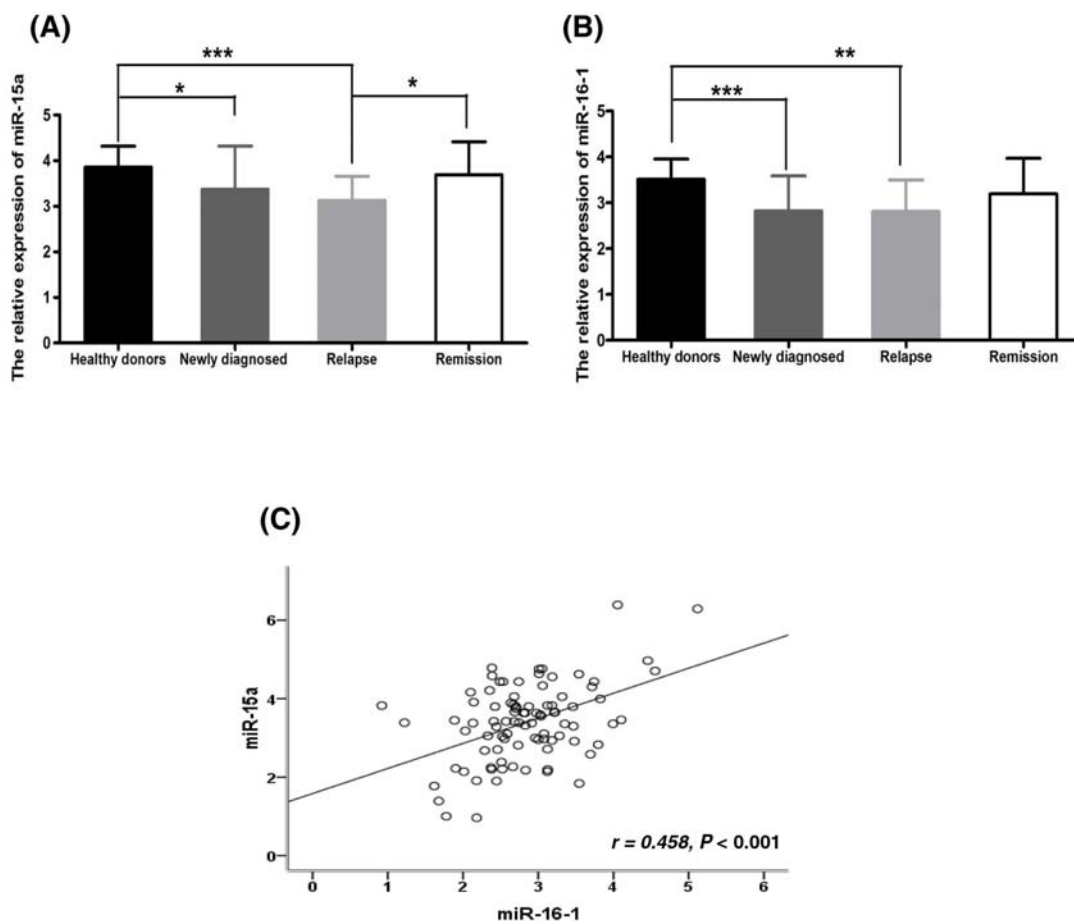 (A)
***
*
*
The relative expression of miR-15a
5
4
3
2
1
0
Healthy donors Newly diagnosed Relapse Remission
(B)
**
***
The relative expression of miR-16-1
5
4
3
2
1
0
Healthy donors Newly diagnosed Relapse Remission
(C)
miR-15a
6
4
2
0
r = 0.458, P < 0.001
0 1 2 3 4 5 6
miR-16-1